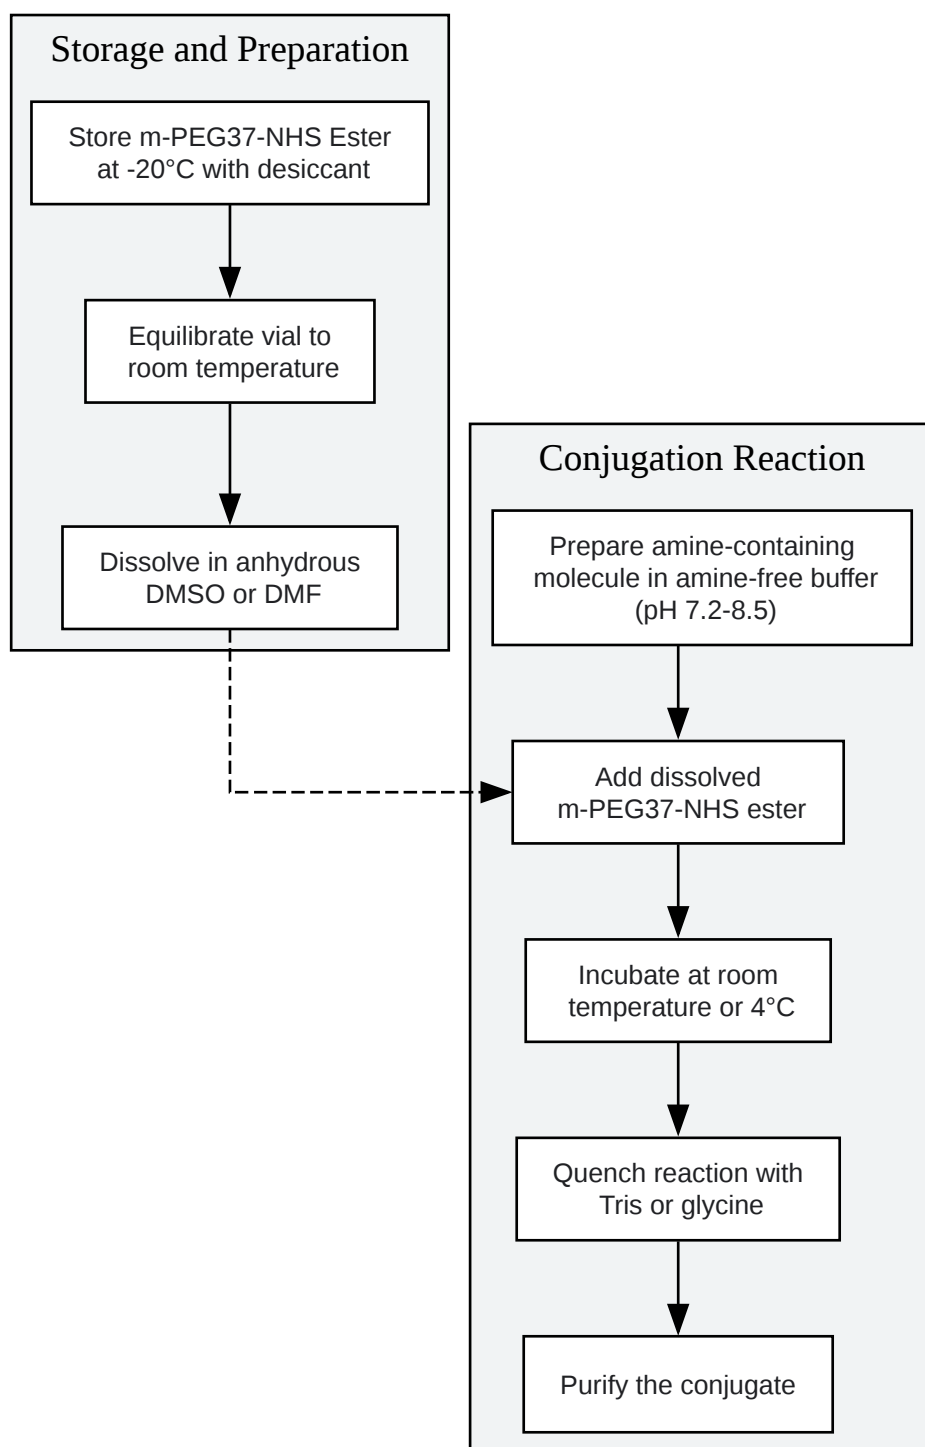 Storage and Preparation
Store m-PEG37-NHS Ester
at -20°C with desiccant
Equilibrate vial to
room temperature
Dissolve in anhydrous
DMSO or DMF
Conjugation Reaction
Prepare amine-containing
molecule in amine-free buffer
(pH 7.2-8.5)
Add dissolved
m-PEG37-NHS ester
Incubate at room
temperature or 4°C
Quench reaction with
Tris or glycine
Purify the conjugate